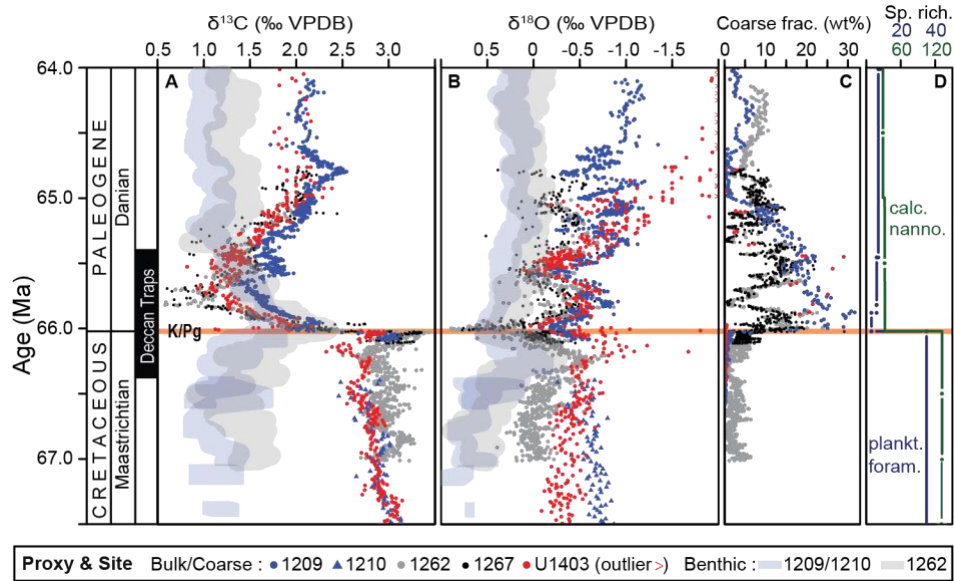 δ13C (‰ VPDB) δ18O (‰ VPDB) Coarse frac. (wt%) Sp. rich.
20 40
0.5 1.0 1.5 2.0 2.5 3.0 0.5 0 -0.5 -1.0 -1.5 0 10 20 30 60 120
64.0 A B C D
65.0
66.0
67.0
Age (Ma)
PALEOGENE
CRETACEOUS
Danian
Maastrichtian
Deccan Traps
K/Pg
calc.
nanno.
plankt.
foram.
Proxy & Site Bulk/Coarse : 1209 1210 1262 1267 U1403 (outlier >) Benthic : 1209/1210 1262